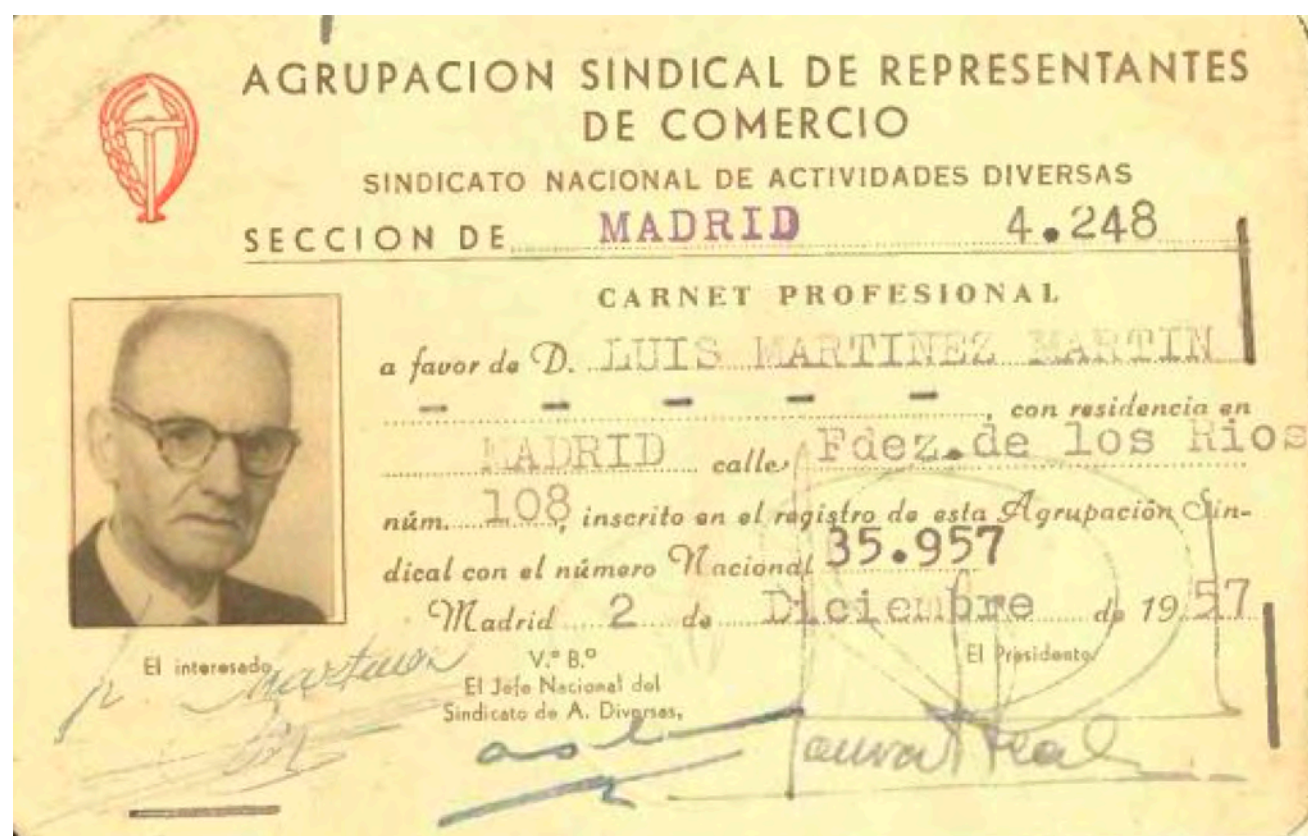 AGRUPACION SINDICAL DE REPRESENTANTES
DE COMERCIO
SINDICATO NACIONAL DE ACTIVIDADES DIVERSAS
SECCION DE MADRID 4.248
CARNET PROFESIONAL
a favor de D. LUIS MARTINEZ MARTIN
- - - - -, con residencia en
MADRID calle Fdez.de los Rios
núm. 108, inscrito en el registro de esta Agrupación Sin-
dical con el número Nacional 35.957
Madrid 2 de Diciembre de 1957
El interesado, V.º B.º El Presidente,
El Jefe Nacional del
Sindicato de A. Diversas,